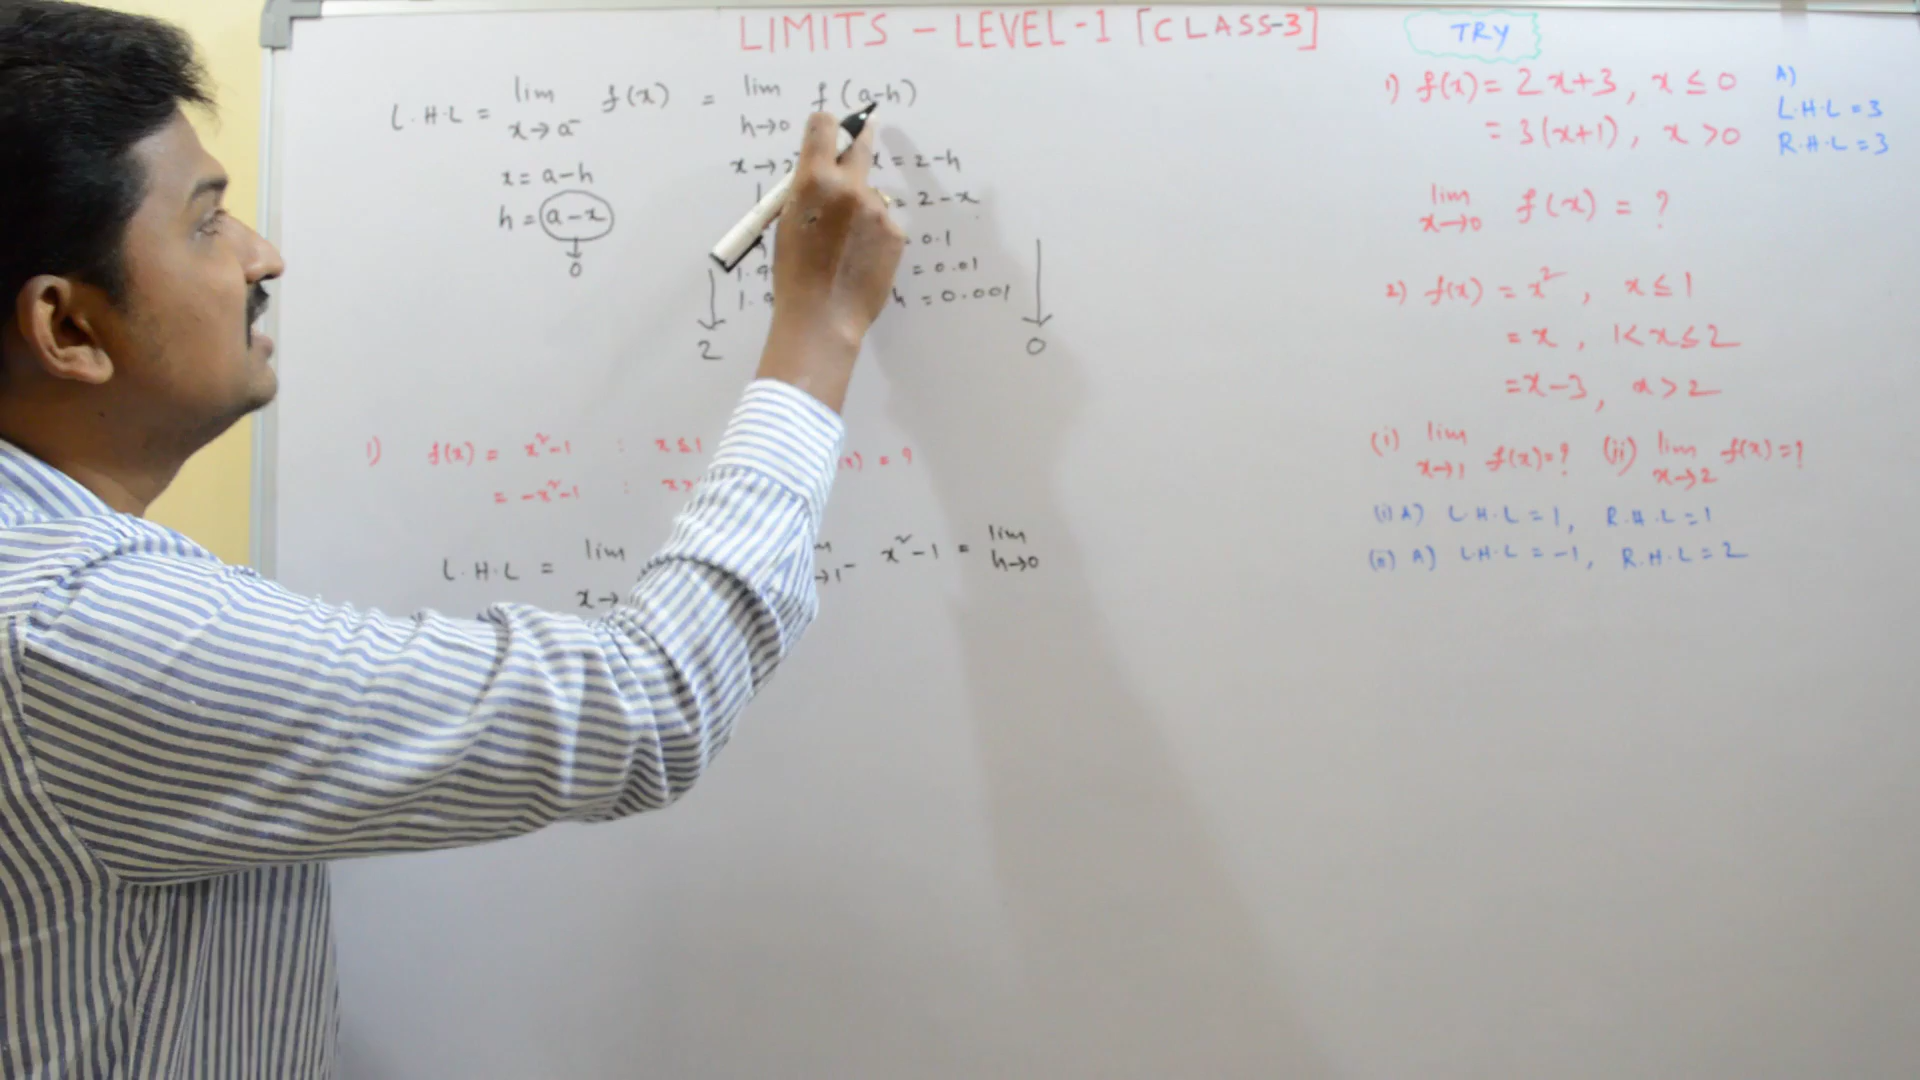 LIMITS - LEVEL-1 [CLASS-3]
L.H.L = lim x→a⁻ f(x) = lim h→0 f(a-h)
x = a-h
h = a-x
↓
0
x→2 x = 2-h
= 2-x
0.1
1.9 = 0.01
1.9 h = 0.001
2 0
1) f(x) = x²-1 : x≤1 (x) = ?
= -x²-1 : x>
L.H.L = lim x→ →1⁻ x²-1 = lim h→0
TRY
1) f(x) = 2x+3, x≤0
= 3(x+1), x>0
A)
L.H.L = 3
R.H.L = 3
lim x→0 f(x) = ?
2) f(x) = x², x≤1
= x, 1<x≤2
= x-3, x>2
(i) lim x→1 f(x)=? (ii) lim x→2 f(x)=?
(i) A) L.H.L = 1, R.H.L = 1
(ii) A) L.H.L = -1, R.H.L = 2